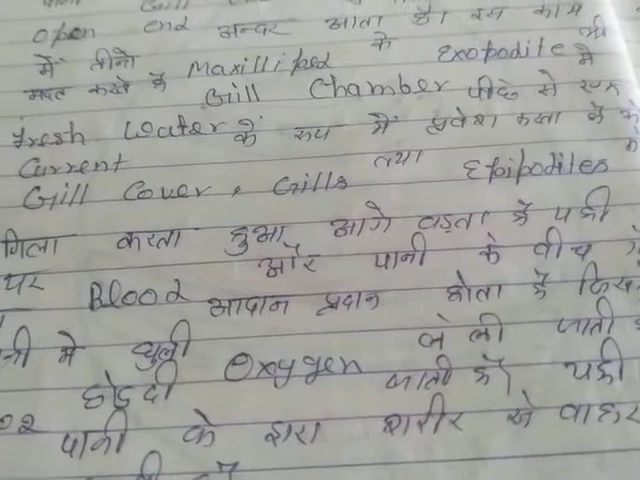 open end अन्दर आता है। इस काम
में तीनो Maxilliped के Exopodite भी
मदद करते हैं Gill Chamber में पीछे से एक
fresh water के रूप में प्रवेश करता है
Current तथा
Gill Cover, Gills Epipodites के
गिला करता हुआ आगे बढ़ता है यही
पर Blood और पानी के बीच
आदान प्रदान होता है
में घुली Oxygen ले ली जाती
छोड़ दी जाती है। यही
पानी के द्वारा शरीर से बाहर